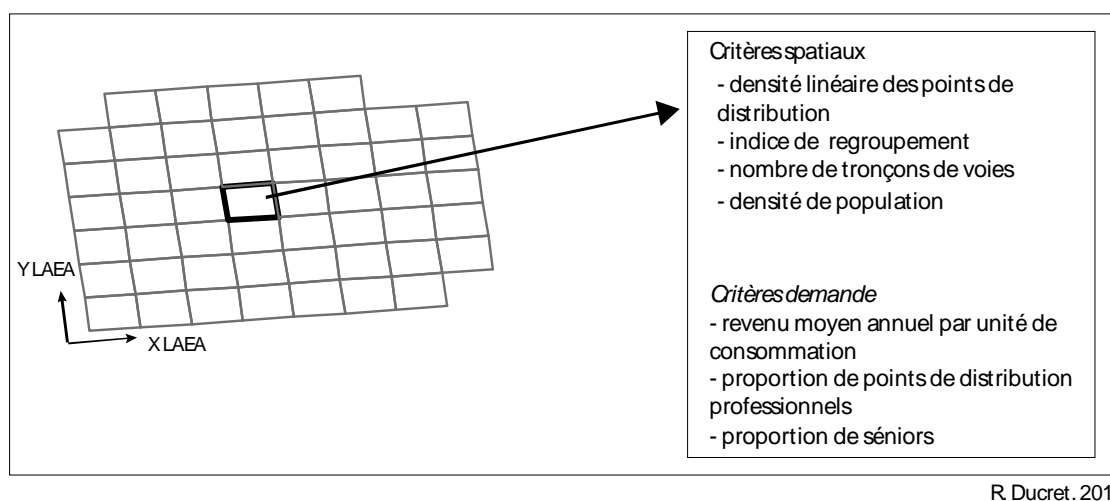 Critères spatiaux
- densité linéaire des points de
distribution
- indice de regroupement
- nombre de tronçons de voies
- densité de population
Critères demande
- revenu moyen annuel par unité de
consommation
- proportion de points de distribution
professionnels
- proportion de séniors
Y LAEA
X LAEA
R. Ducret, 201